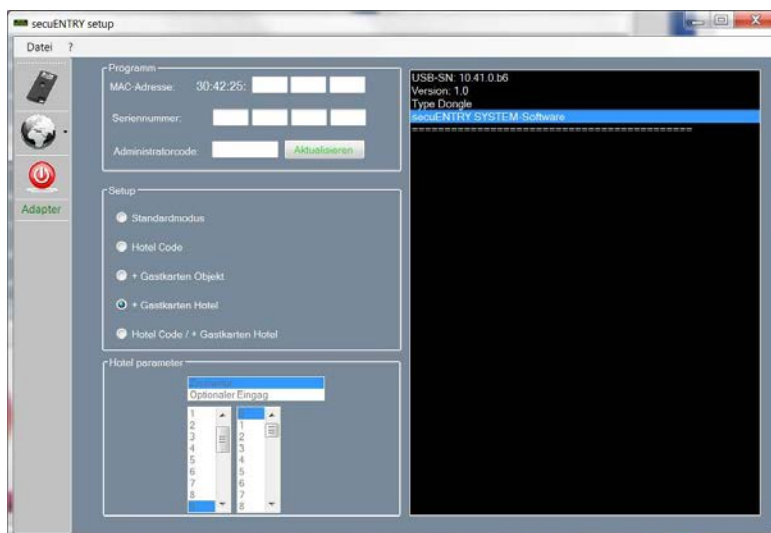 secuENTRY setup
Datei ?
Adapter
Programm
MAC-Adresse: 30:42:25:
Seriennummer:
Administratorcode: Aktualisieren
Setup
Standardmodus
Hotel Code
+ Gastkarten Objekt
+ Gastkarten Hotel
Hotel Code / + Gastkarten Hotel
Hotel parameter
Optionaler Eingag
1
2 1
3 2
4 3
5 4
6 5
7 6
8 7
8
USB-SN: 10.41.0.b6
Version: 1.0
Type Dongle
secuENTRY SYSTEM-Software
==========================================